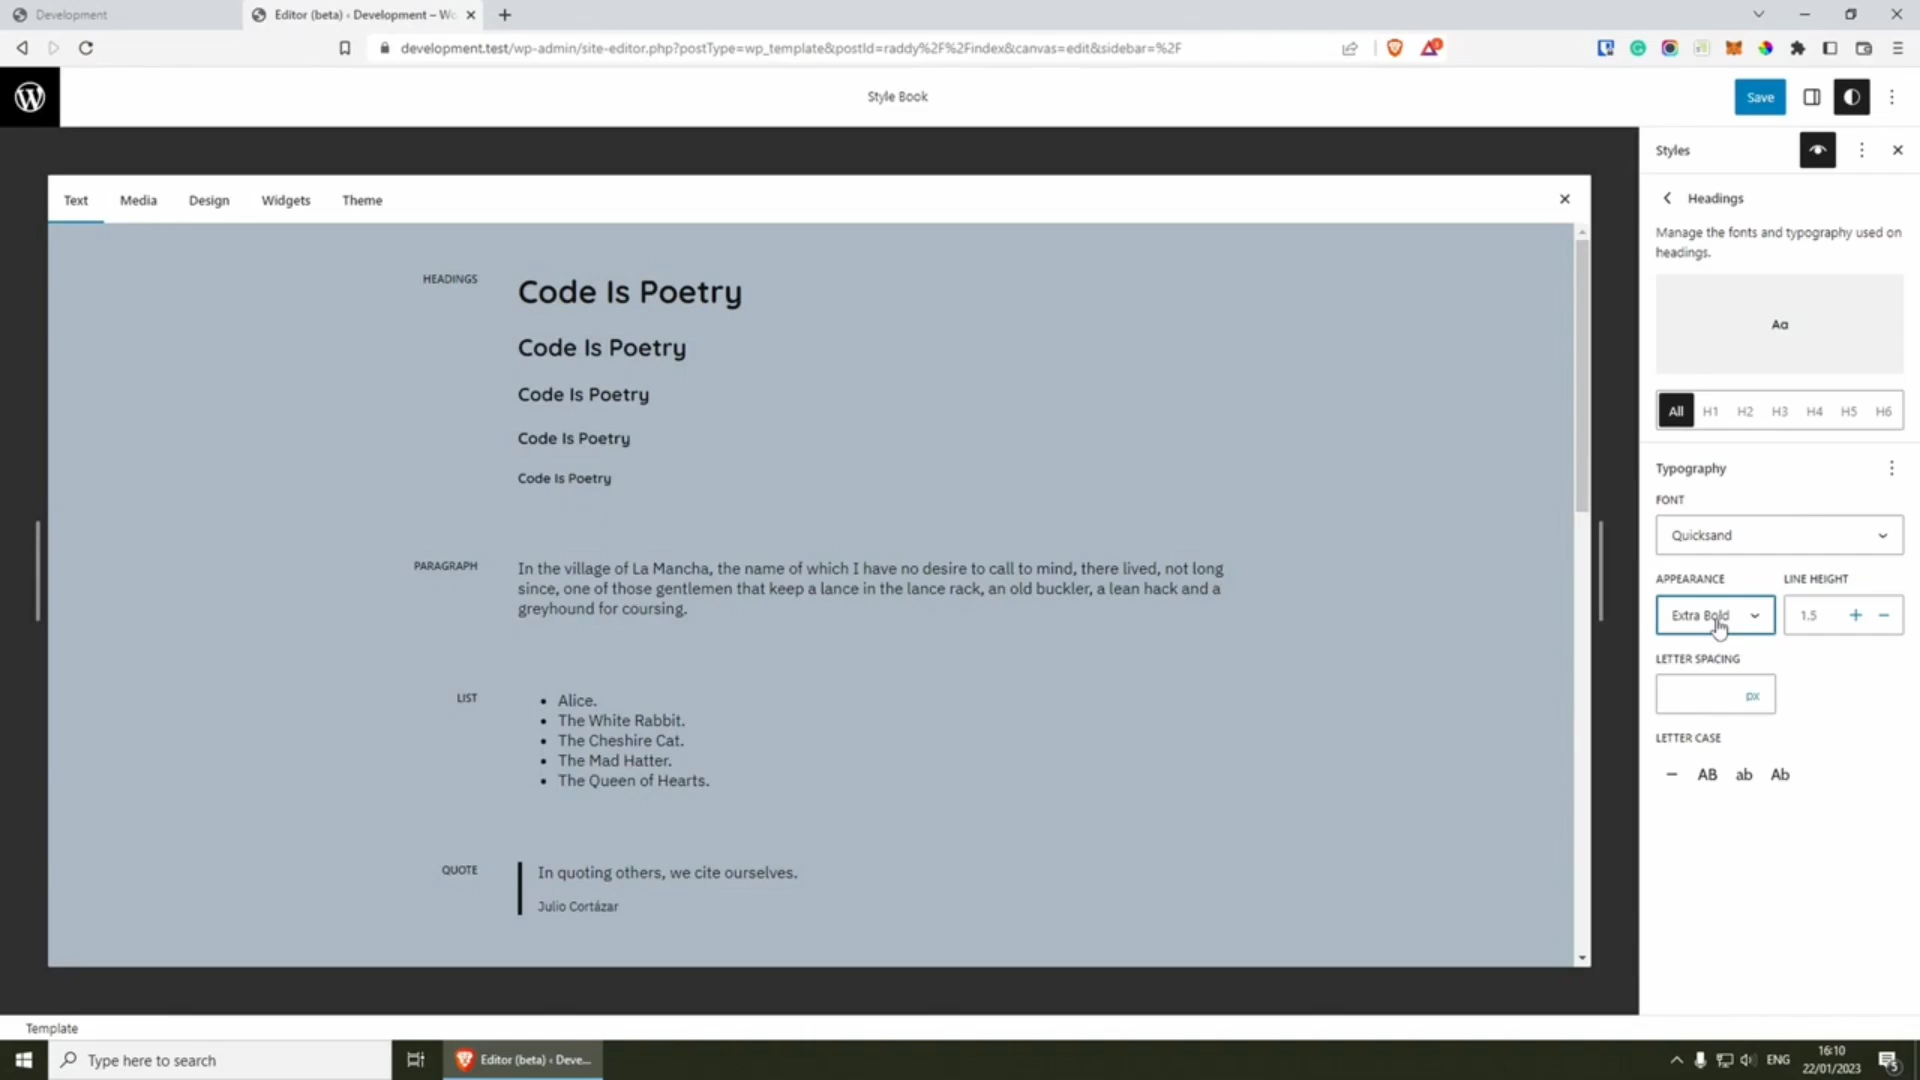 Development
Editor (beta) ‹ Development – Wo
development.test/wp-admin/site-editor.php?postType=wp_template&postId=raddy%2F%2Findex&canvas=edit&sidebar=%2F
Style Book
Save
Styles
Text
Media
Design
Widgets
Theme
Headings
Manage the fonts and typography used on
headings.
Aa
All H1 H2 H3 H4 H5 H6
Typography
FONT
Quicksand
APPEARANCE
LINE HEIGHT
Extra Bold
1.5
LETTER SPACING
px
LETTER CASE
– AB ab Ab
HEADINGS
Code Is Poetry
Code Is Poetry
Code Is Poetry
Code Is Poetry
Code Is Poetry
PARAGRAPH
In the village of La Mancha, the name of which I have no desire to call to mind, there lived, not long
since, one of those gentlemen that keep a lance in the lance rack, an old buckler, a lean hack and a
greyhound for coursing.
LIST
• Alice.
• The White Rabbit.
• The Cheshire Cat.
• The Mad Hatter.
• The Queen of Hearts.
QUOTE
In quoting others, we cite ourselves.
Julio Cortázar
Template
Type here to search
Editor (beta) ‹ Deve...
ENG
16:10
22/01/2023
5